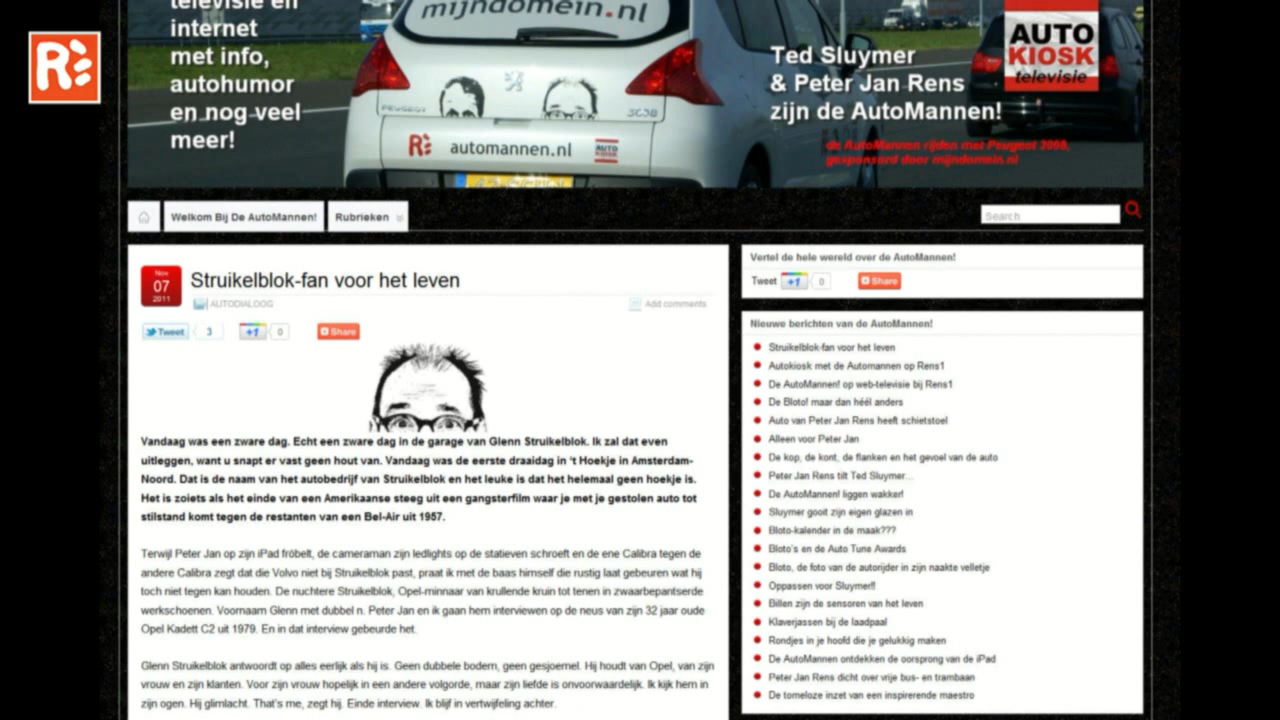 televisie en
internet
met info,
autohumor
en nog veel
meer!
mijndomein.nl
PEUGEOT
3008
R:
automannen.nl
AUTO
KIOSK
Ted Sluymer
& Peter Jan Rens
zijn de AutoMannen!
de AutoMannen rijden met Peugeot 3008,
gesponsord door mijndomein.nl
AUTO
KIOSK
televisie
R:
Welkom Bij De AutoMannen!
Rubrieken
Search
Nov
07
2011
Struikelblok-fan voor het leven
AUTODIALOOG
Add comments
Tweet
3
+1
0
Share
Vandaag was een zware dag. Echt een zware dag in de garage van Glenn Struikelblok. Ik zal dat even
uitleggen, want u snapt er vast geen hout van. Vandaag was de eerste draaidag in 't Hoekje in Amsterdam-
Noord. Dat is de naam van het autobedrijf van Struikelblok en het leuke is dat het helemaal geen hoekje is.
Het is zoiets als het einde van een Amerikaanse steeg uit een gangsterfilm waar je met je gestolen auto tot
stilstand komt tegen de restanten van een Bel-Air uit 1957.
Terwijl Peter Jan op zijn iPad fröbelt, de cameraman zijn ledlights op de statieven schroeft en de ene Calibra tegen de
andere Calibra zegt dat die Volvo niet bij Struikelblok past, praat ik met de baas himself die rustig laat gebeuren wat hij
toch niet tegen kan houden. De nuchtere Struikelblok, Opel-minnaar van krullende kruin tot tenen in zwaarbepantserde
werkschoenen. Voornaam Glenn met dubbel n. Peter Jan en ik gaan hem interviewen op de neus van zijn 32 jaar oude
Opel Kadett C2 uit 1979. En in dat interview gebeurde het.
Glenn Struikelblok antwoordt op alles eerlijk als hij is. Geen dubbele bodem, geen gesjoemel. Hij houdt van Opel, van zijn
vrouw en zijn klanten. Voor zijn vrouw hopelijk in een andere volgorde, maar zijn liefde is onvoorwaardelijk. Ik kijk hem in
zijn ogen. Hij glimlacht. That's me, zegt hij. Einde interview. Ik blijf in vertwijfeling achter.
Vertel de hele wereld over de AutoMannen!
Tweet
+1
0
Share
Nieuwe berichten van de AutoMannen!
Struikelblok-fan voor het leven
Autokiosk met de Automannen op Rens1
De AutoMannen! op web-televisie bij Rens1
De Bloto! maar dan héél anders
Auto van Peter Jan Rens heeft schietstoel
Alleen voor Peter Jan
De kop, de kont, de flanken en het gevoel van de auto
Peter Jan Rens tilt Ted Sluymer...
De AutoMannen! liggen wakker!
Sluymer gooit zijn eigen glazen in
Bloto-kalender in de maak???
Bloto's en de Auto Tune Awards
Bloto, de foto van de autorijder in zijn naakte velletje
Oppassen voor Sluymer!!
Billen zijn de sensoren van het leven
Klaverjassen bij de laadpaal
Rondjes in je hoofd die je gelukkig maken
De AutoMannen ontdekken de oorsprong van de iPad
Peter Jan Rens dicht over vrije bus- en trambaan
De tomeloze inzet van een inspirerende maestro